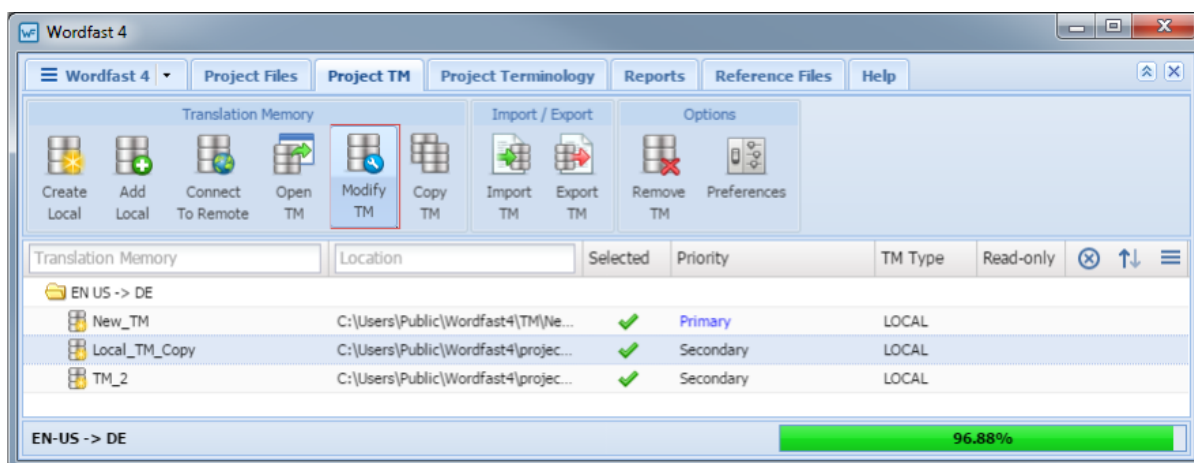 WF Wordfast 4
Wordfast 4 Project Files Project TM Project Terminology Reports Reference Files Help
Translation Memory Import / Export Options
Create Local Add Local Connect To Remote Open TM Modify TM Copy TM Import TM Export TM Remove TM Preferences
Translation Memory Location Selected Priority TM Type Read-only
EN US -> DE
New_TM C:\Users\Public\Wordfast4\TM\Ne... Primary LOCAL
Local_TM_Copy C:\Users\Public\Wordfast4\projec... Secondary LOCAL
TM_2 C:\Users\Public\Wordfast4\projec... Secondary LOCAL
EN-US -> DE 96.88%